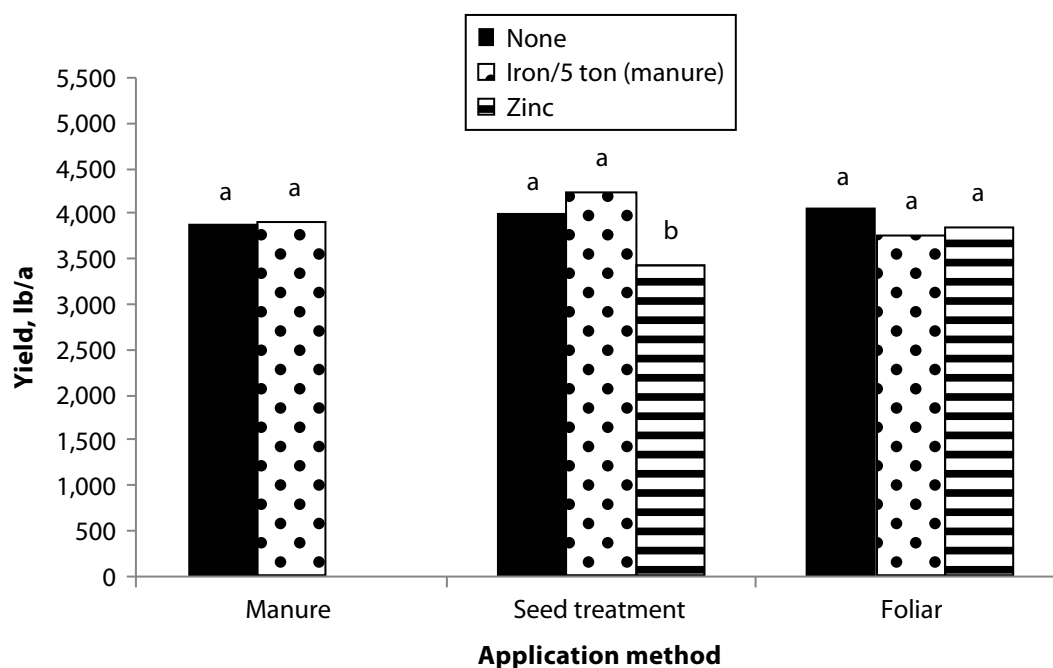 None
Iron/5 ton (manure)
Zinc
Yield, lb/a
5,500
5,000
4,500
4,000
3,500
3,000
2,500
2,000
1,500
1,000
500
0
a a a a b a a a
Manure Seed treatment Foliar
Application method